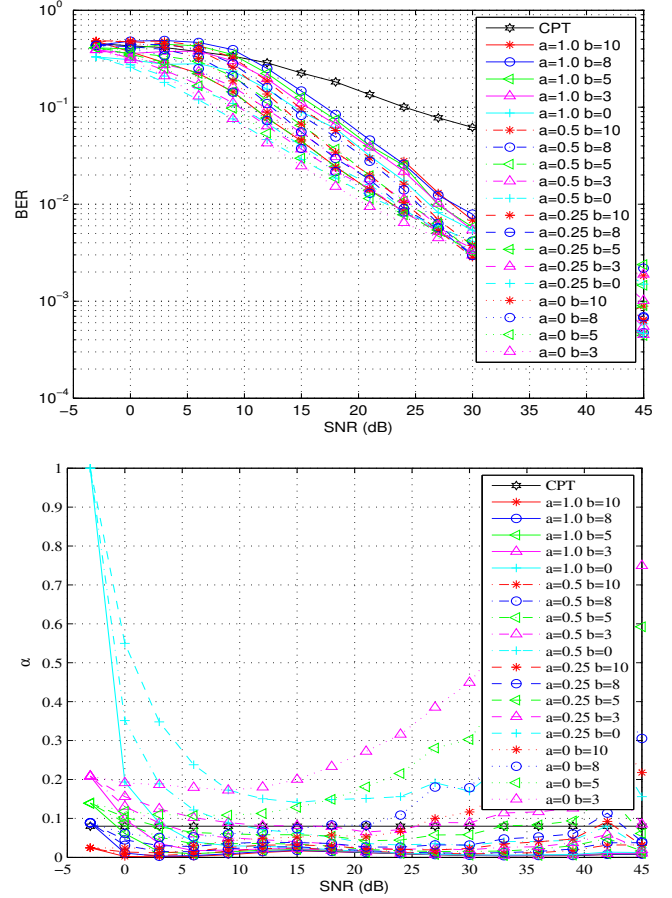 10^0
10^-1
10^-2
10^-3
10^-4
BER
-5 0 5 10 15 20 25 30 35 40 45
SNR (dB)
CPT
a=1.0 b=10
a=1.0 b=8
a=1.0 b=5
a=1.0 b=3
a=1.0 b=0
a=0.5 b=10
a=0.5 b=8
a=0.5 b=5
a=0.5 b=3
a=0.5 b=0
a=0.25 b=10
a=0.25 b=8
a=0.25 b=5
a=0.25 b=3
a=0.25 b=0
a=0 b=10
a=0 b=8
a=0 b=5
a=0 b=3
1
0.9
0.8
0.7
0.6
0.5
0.4
0.3
0.2
0.1
0
α
-5 0 5 10 15 20 25 30 35 40 45
SNR (dB)
CPT
a=1.0 b=10
a=1.0 b=8
a=1.0 b=5
a=1.0 b=3
a=1.0 b=0
a=0.5 b=10
a=0.5 b=8
a=0.5 b=5
a=0.5 b=3
a=0.5 b=0
a=0.25 b=10
a=0.25 b=8
a=0.25 b=5
a=0.25 b=3
a=0.25 b=0
a=0 b=10
a=0 b=8
a=0 b=5
a=0 b=3